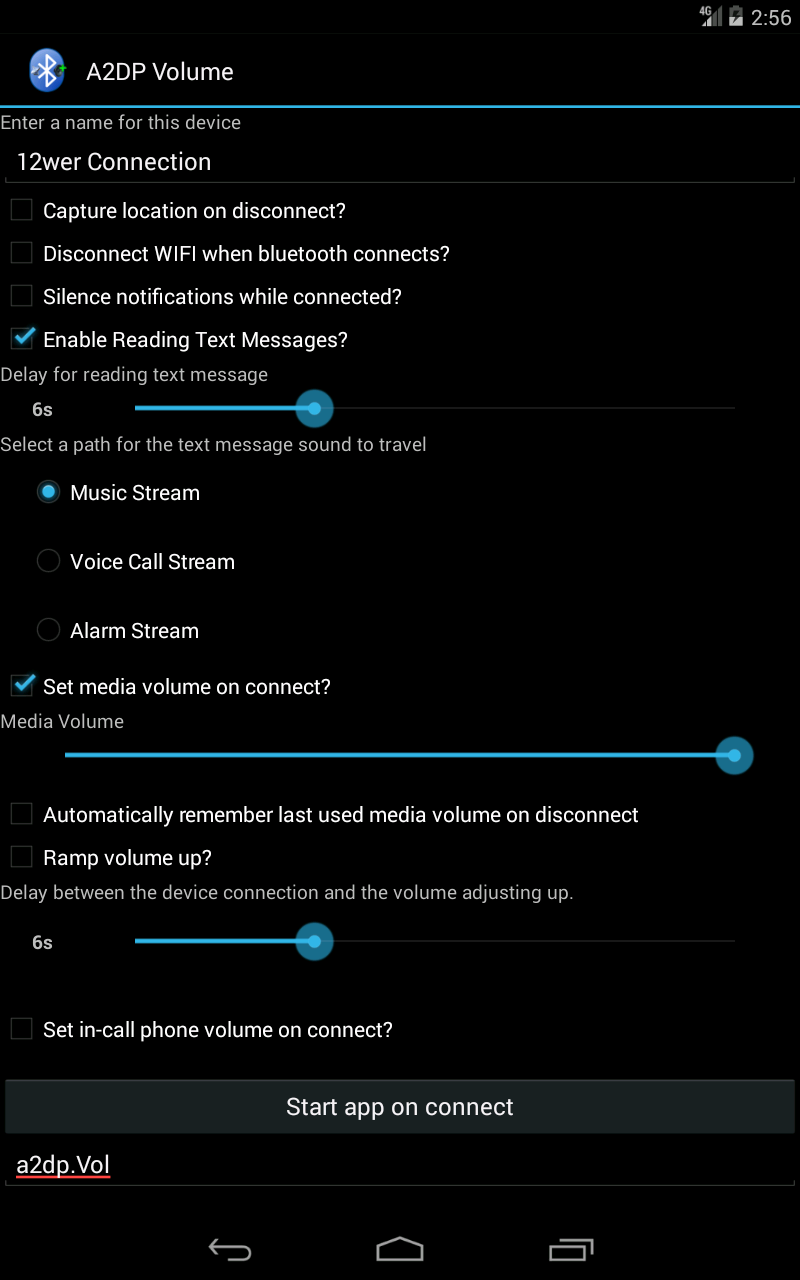 4G 2:56
A2DP Volume
Enter a name for this device
12wer Connection
Capture location on disconnect?
Disconnect WIFI when bluetooth connects?
Silence notifications while connected?
Enable Reading Text Messages?
Delay for reading text message
6s
Select a path for the text message sound to travel
Music Stream
Voice Call Stream
Alarm Stream
Set media volume on connect?
Media Volume
Automatically remember last used media volume on disconnect
Ramp volume up?
Delay between the device connection and the volume adjusting up.
6s
Set in-call phone volume on connect?
Start app on connect
a2dp.Vol